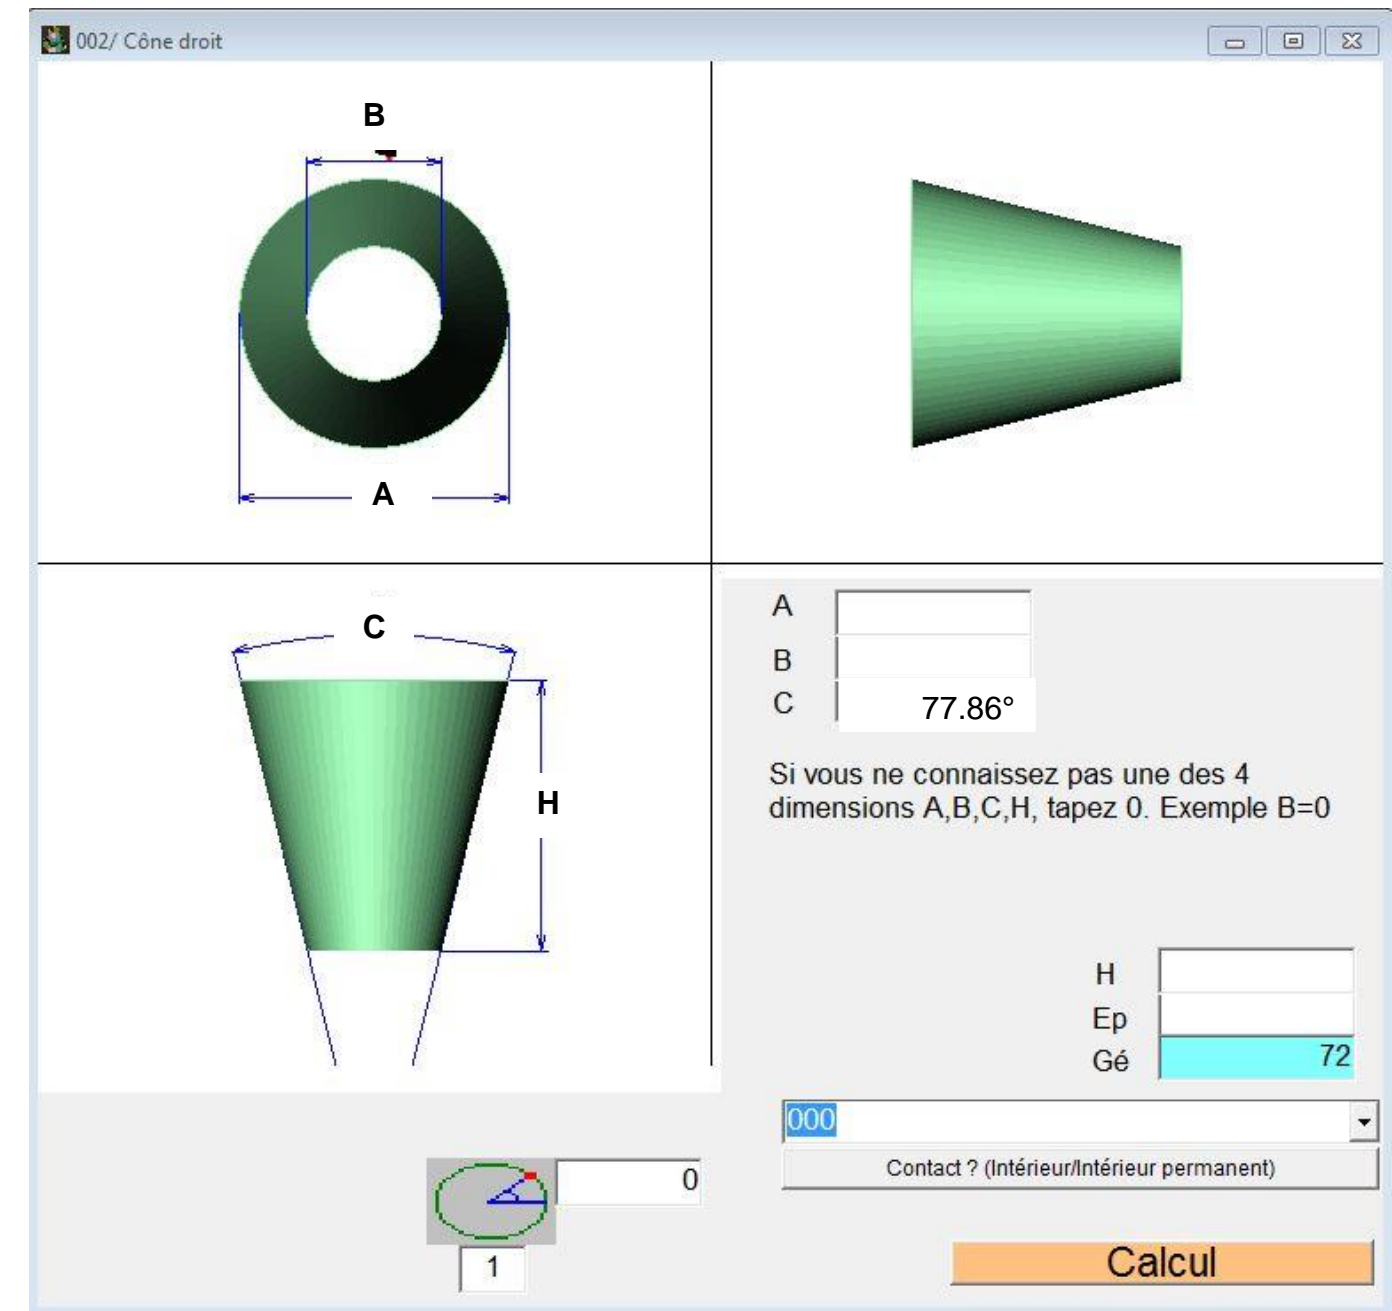 002/ Cône droit
B
A
C
H
A
B
C 77.86°
Si vous ne connaissez pas une des 4
dimensions A,B,C,H, tapez 0. Exemple B=0
H
Ep
Gé 72
000
Contact ? (Intérieur/Intérieur permanent)
0
1
Calcul